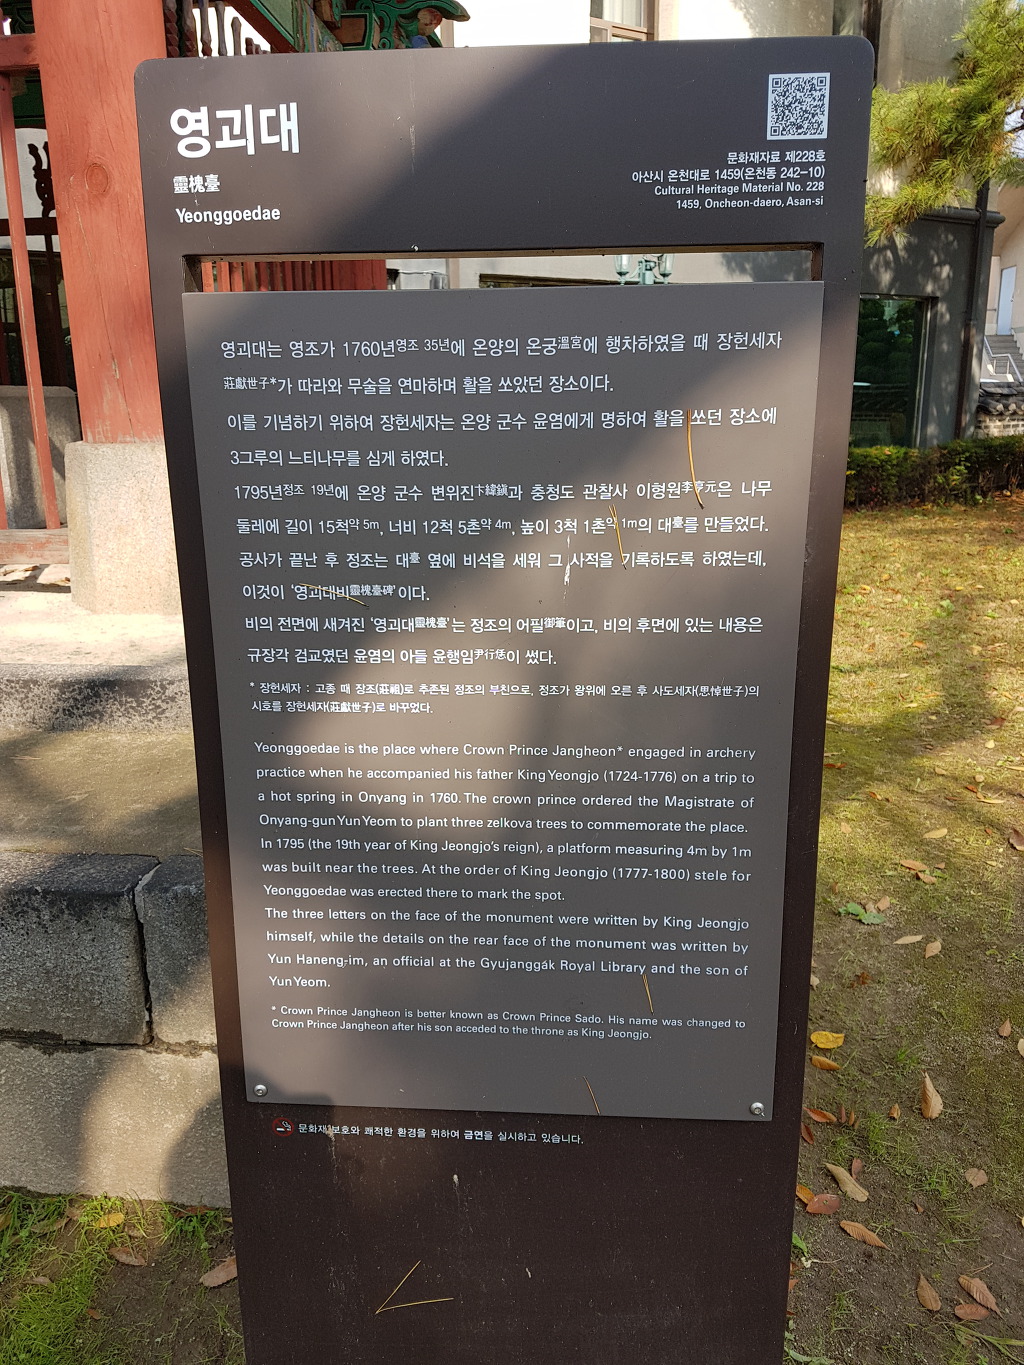 영괴대
靈槐臺
Yeonggoedae
문화재자료 제228호
아산시 온천대로 1459(온천동 242-10)
Cultural Heritage Material No. 228
1459, Oncheon-daero, Asan-si
영괴대는 영조가 1760년영조 35년에 온양의 온궁溫宮에 행차하였을 때 장헌세자
莊獻世子*가 따라와 무술을 연마하며 활을 쏘았던 장소이다.
이를 기념하기 위하여 장헌세자는 온양 군수 윤염에게 명하여 활을 쏘던 장소에
3그루의 느티나무를 심게 하였다.
1795년정조 19년에 온양 군수 변위진卞緯鎭과 충청도 관찰사 이형원李亨元은 나무
둘레에 길이 15척약 5m, 너비 12척 5촌약 4m, 높이 3척 1촌약 1m의 대臺를 만들었다.
공사가 끝난 후 정조는 대臺 옆에 비석을 세워 그 사적을 기록하도록 하였는데,
이것이 '영괴대비靈槐臺碑'이다.
비의 전면에 새겨진 '영괴대靈槐臺'는 정조의 어필御筆이고, 비의 후면에 있는 내용은
규장각 검교였던 윤염의 아들 윤행임尹行恁이 썼다.
* 장헌세자 : 고종 때 장조(莊祖)로 추존된 정조의 부친으로, 정조가 왕위에 오른 후 사도세자(思悼世子)의
시호를 장헌세자(莊獻世子)로 바꾸었다.
Yeonggoedae is the place where Crown Prince Jangheon* engaged in archery
practice when he accompanied his father King Yeongjo (1724-1776) on a trip to
a hot spring in Onyang in 1760. The crown prince ordered the Magistrate of
Onyang-gun Yun Yeom to plant three zelkova trees to commemorate the place.
In 1795 (the 19th year of King Jeongjo's reign), a platform measuring 4m by 1m
was built near the trees. At the order of King Jeongjo (1777-1800) stele for
Yeonggoedae was erected there to mark the spot.
The three letters on the face of the monument were written by King Jeongjo
himself, while the details on the rear face of the monument was written by
Yun Haneng-im, an official at the Gyujanggak Royal Library and the son of
Yun Yeom.
* Crown Prince Jangheon is better known as Crown Prince Sado. His name was changed to
Crown Prince Jangheon after his son acceded to the throne as King Jeongjo.
문화재 보호와 쾌적한 환경을 위하여 금연을 실시하고 있습니다.